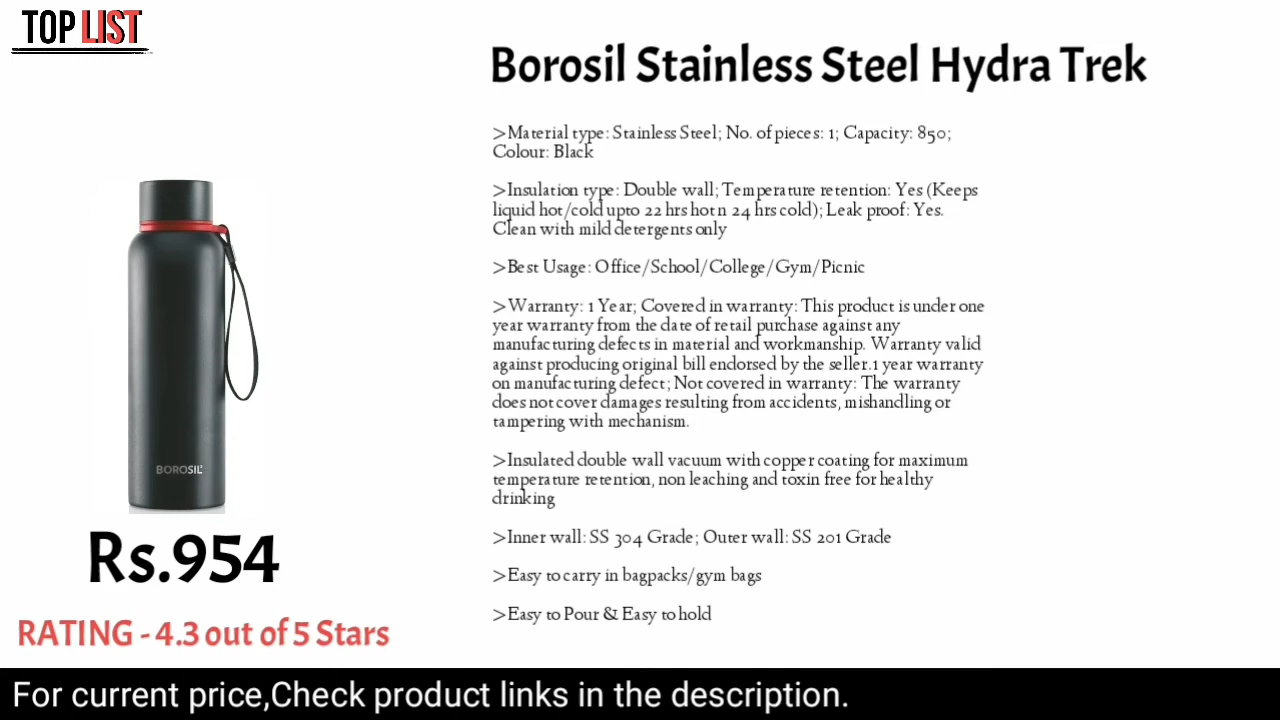 TOP LIST
Borosil Stainless Steel Hydra Trek
>Material type: Stainless Steel; No. of pieces: 1; Capacity: 850;
Colour: Black
>Insulation type: Double wall; Temperature retention: Yes (Keeps
liquid hot/cold upto 22 hrs hot n 24 hrs cold); Leak proof: Yes.
Clean with mild detergents only
>Best Usage: Office/School/College/Gym/Picnic
>Warranty: 1 Year; Covered in warranty: This product is under one
year warranty from the date of retail purchase against any
manufacturing defects in material and workmanship. Warranty valid
against producing original bill endorsed by the seller.1 year warranty
on manufacturing defect; Not covered in warranty: The warranty
does not cover damages resulting from accidents, mishandling or
tampering with mechanism.
>Insulated double wall vacuum with copper coating for maximum
temperature retention, non leaching and toxin free for healthy
drinking
>Inner wall: SS 304 Grade; Outer wall: SS 201 Grade
>Easy to carry in bagpacks/gym bags
>Easy to Pour & Easy to hold
BOROSIL
Rs.954
RATING - 4.3 out of 5 Stars
For current price,Check product links in the description.